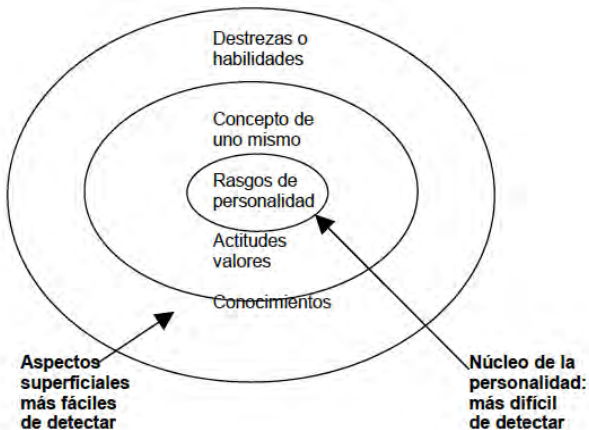 Destrezas o
habilidades
Concepto de
uno mismo
Rasgos de
personalidad
Actitudes
valores
Conocimientos
Aspectos
superficiales
más fáciles
de detectar
Núcleo de la
personalidad:
más difícil
de detectar